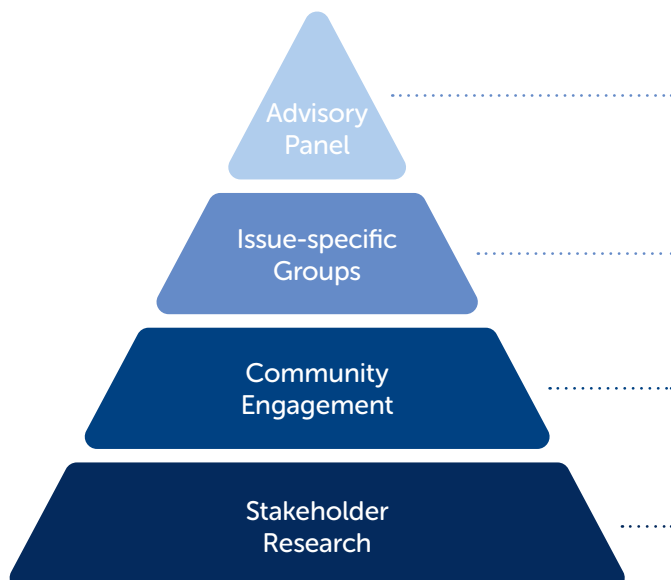 Advisory
Panel
Issue-specific
Groups
Community
Engagement
Stakeholder
Research